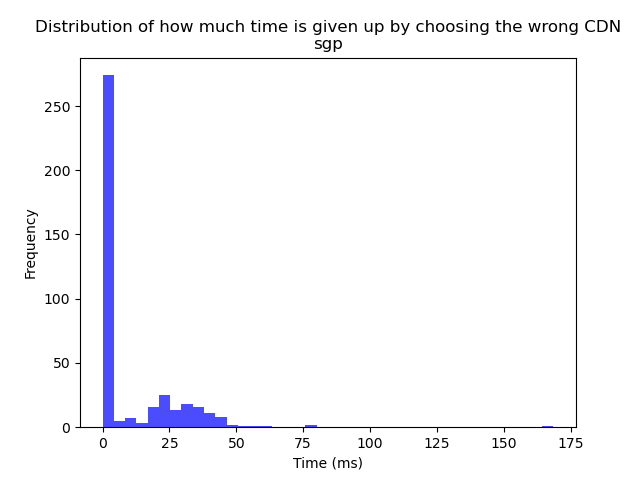 Distribution of how much time is given up by choosing the wrong CDN
sgp
Frequency
250
200
150
100
50
0
0 25 50 75 100 125 150 175
Time (ms)